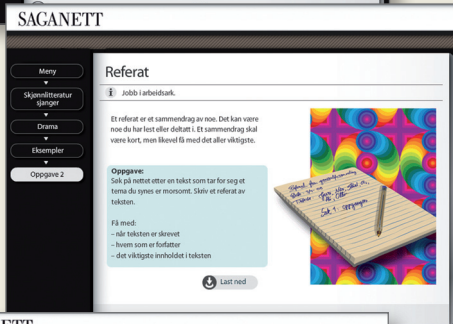 SAGANETT
Meny
Skjønnlitteratur
sjanger
Drama
Eksempler
Oppgave 2
Referat
i Jobb i arbeidsark.
Et referat er et sammendrag av noe. Det kan være
noe du har lest eller deltatt i. Et sammendrag skal
være kort, men likevel få med det aller viktigste.
Oppgave:
Søk på nettet etter en tekst som tar for seg et
tema du synes er morsomt. Skriv et referat av
teksten.
Få med:
– når teksten er skrevet
– hvem som er forfatter
– det viktigste innholdet i teksten
Last ned